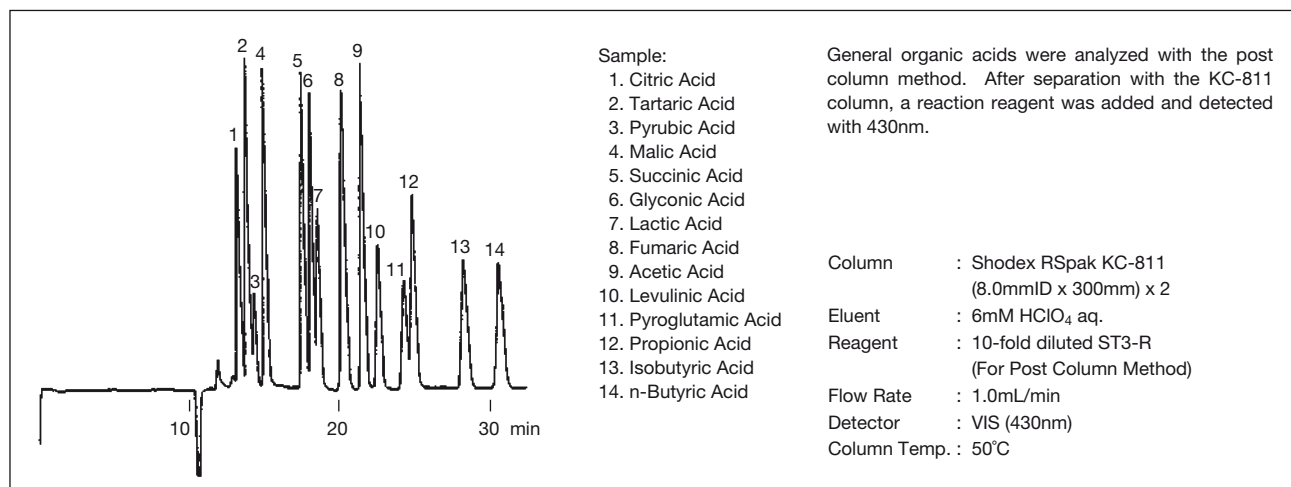 2
4
9
5
6
8
1
7
12
3
10
11
13
14
10
20
30 min
Sample:
1. Citric Acid
2. Tartaric Acid
3. Pyrubic Acid
4. Malic Acid
5. Succinic Acid
6. Glyconic Acid
7. Lactic Acid
8. Fumaric Acid
9. Acetic Acid
10. Levulinic Acid
11. Pyroglutamic Acid
12. Propionic Acid
13. Isobutyric Acid
14. n-Butyric Acid
General organic acids were analyzed with the post
column method. After separation with the KC-811
column, a reaction reagent was added and detected
with 430nm.
Column : Shodex RSpak KC-811
(8.0mmID x 300mm) x 2
Eluent : 6mM HClO₄ aq.
Reagent : 10-fold diluted ST3-R
(For Post Column Method)
Flow Rate : 1.0mL/min
Detector : VIS (430nm)
Column Temp. : 50˚C